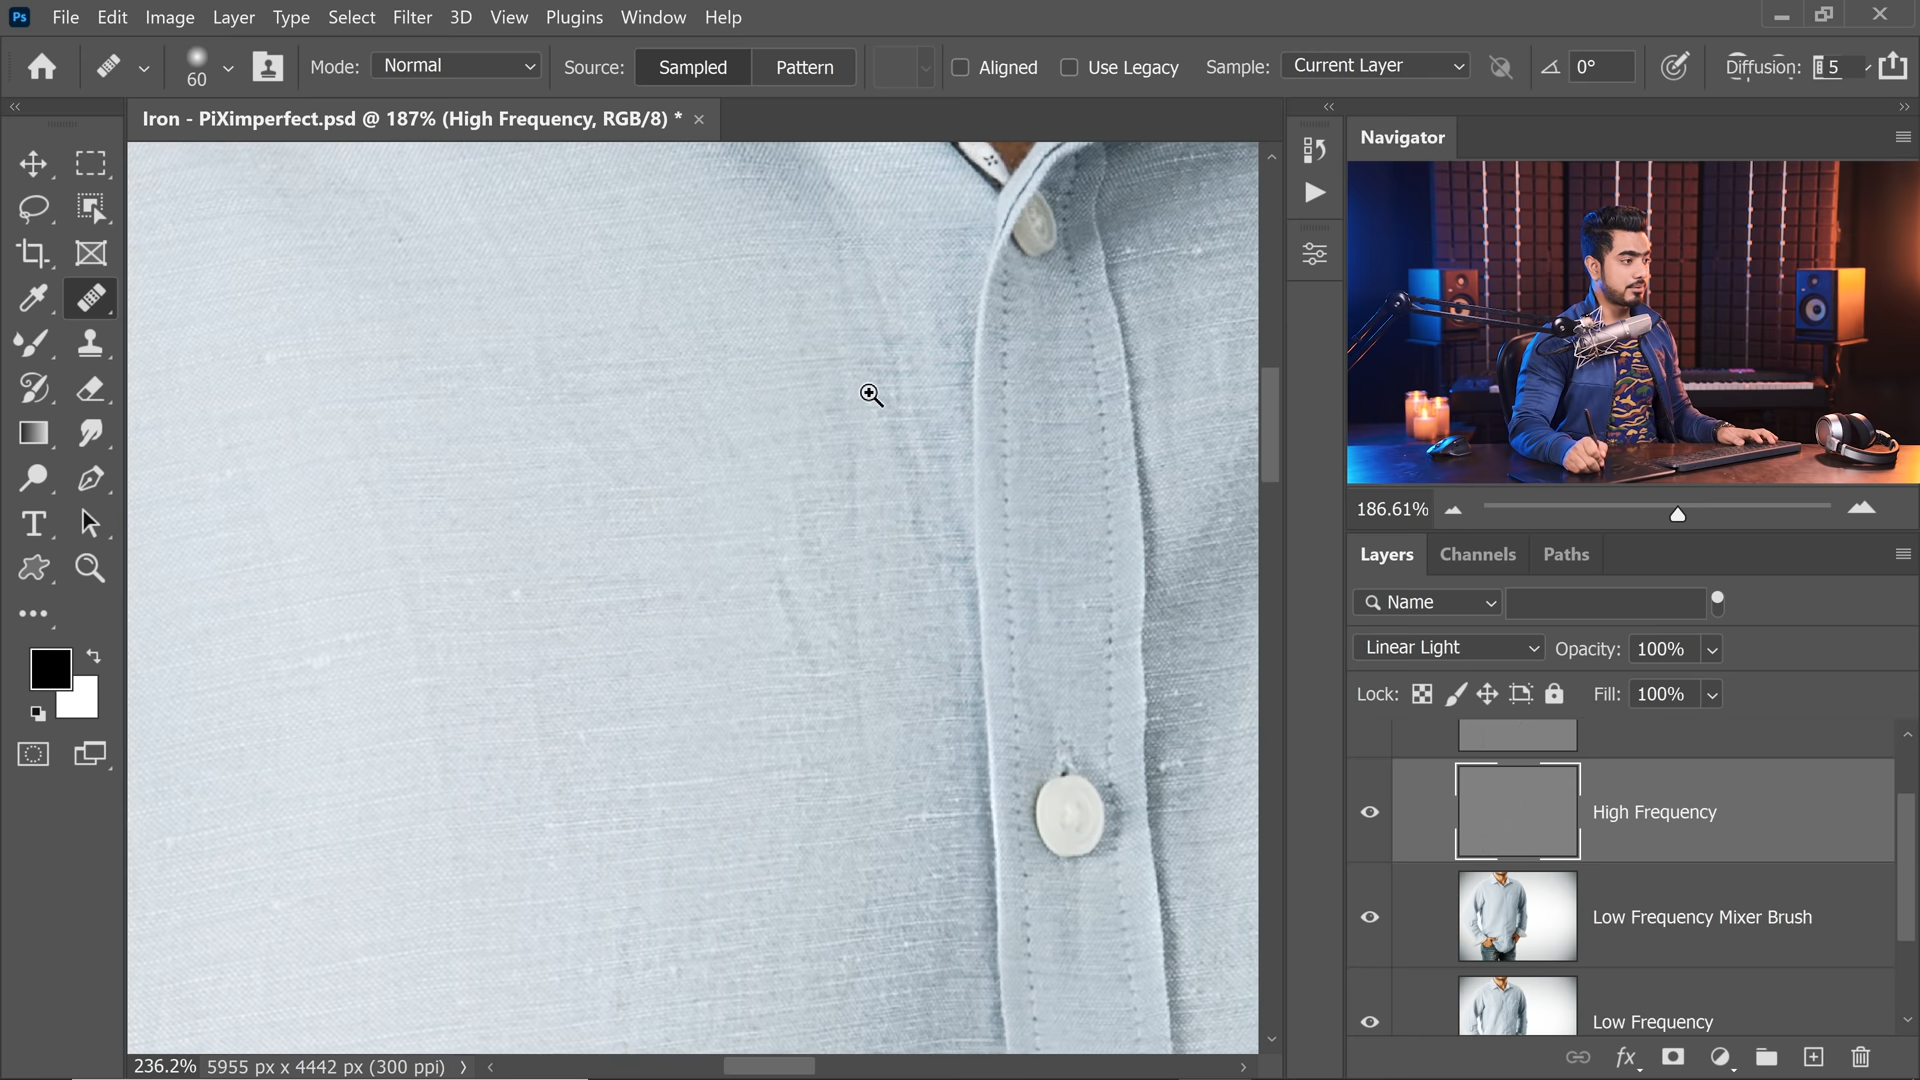 Ps File Edit Image Layer Type Select Filter 3D View Plugins Window Help
60 Mode: Normal Source: Sampled Pattern Aligned Use Legacy Sample: Current Layer 0° Diffusion: 5
Iron - PiXimperfect.psd @ 187% (High Frequency, RGB/8) * ×
Navigator
186.61%
Layers Channels Paths
Name
Linear Light Opacity: 100%
Lock: Fill: 100%
High Frequency
Low Frequency Mixer Brush
Low Frequency
fx
236.2% 5955 px x 4442 px (300 ppi)